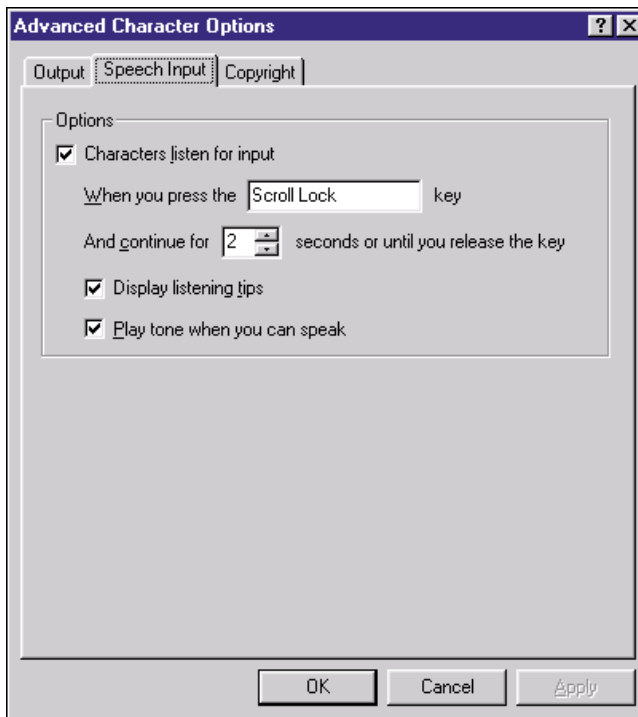 Advanced Character Options
Output Speech Input Copyright
Options
Characters listen for input
When you press the Scroll Lock key
And continue for 2 seconds or until you release the key
Display listening tips
Play tone when you can speak
OK Cancel Apply